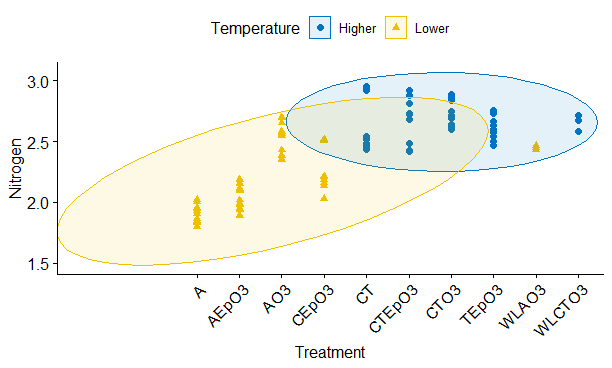 Temperature Higher Lower
Nitrogen
3.0
2.5
2.0
1.5
A
AEpO3
AO3
CEpO3
CT
CTEpO3
CTO3
TEpO3
WLAO3
WLCTO3
Treatment